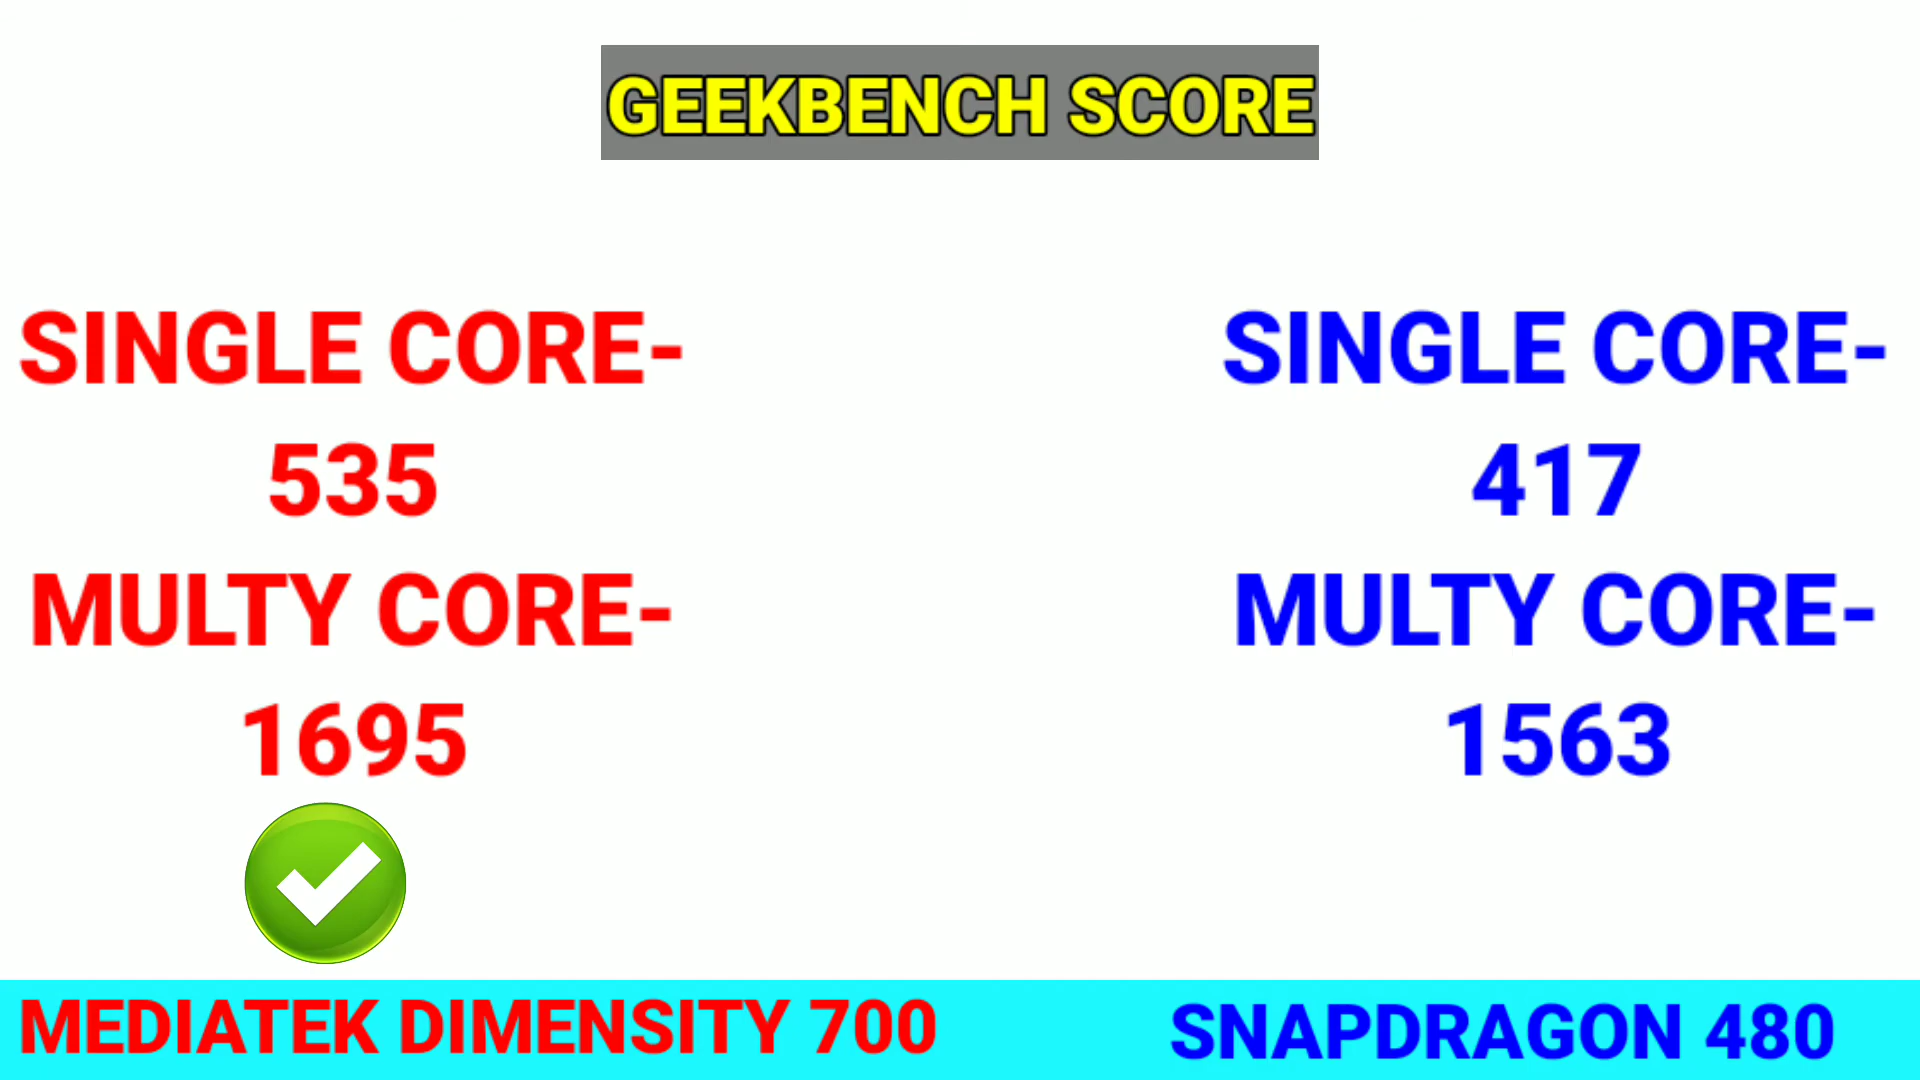 GEEKBENCH SCORE
SINGLE CORE-
535
MULTY CORE-
1695
SINGLE CORE-
417
MULTY CORE-
1563
MEDIATEK DIMENSITY 700
SNAPDRAGON 480